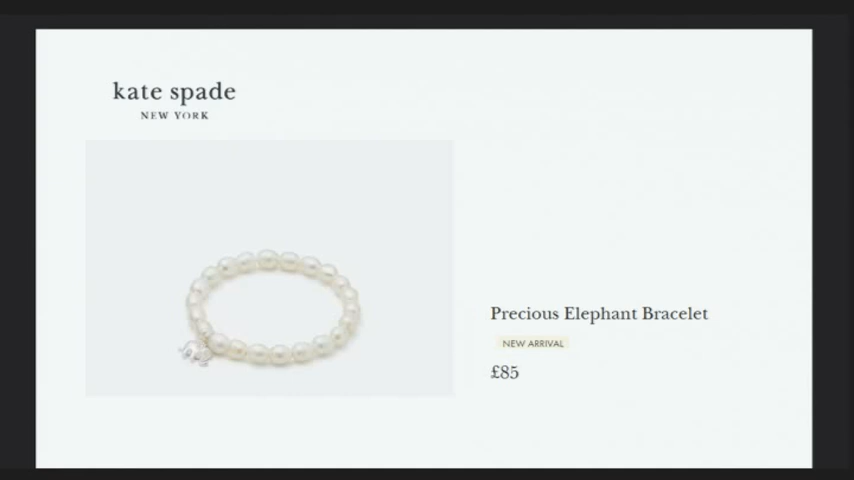 kate spade
NEW YORK
Precious Elephant Bracelet
NEW ARRIVAL
£85